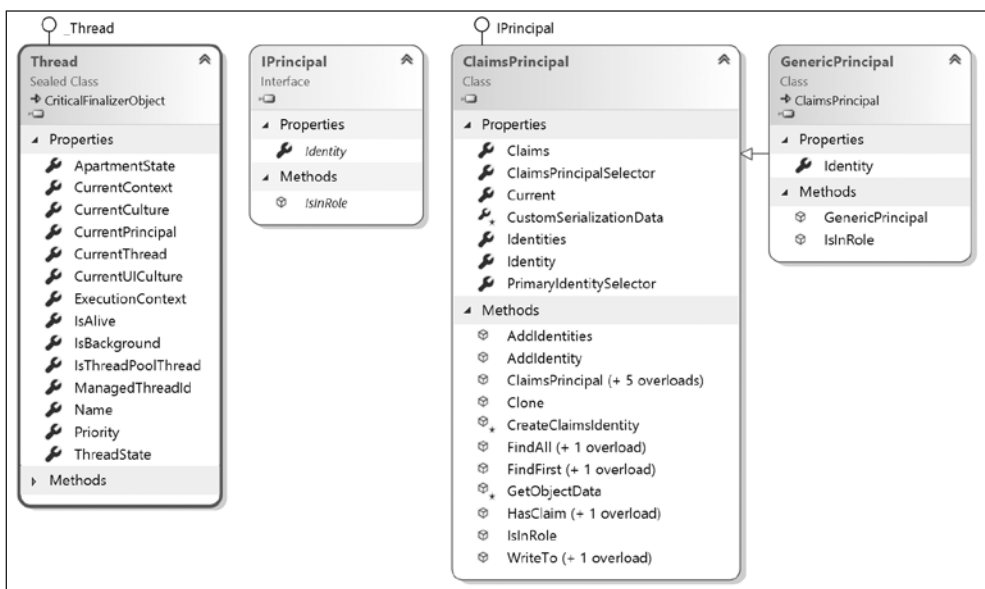 _Thread
Thread
Sealed Class
CriticalFinalizerObject
Properties
ApartmentState
CurrentContext
CurrentCulture
CurrentPrincipal
CurrentThread
CurrentUICulture
ExecutionContext
IsAlive
IsBackground
IsThreadPoolThread
ManagedThreadId
Name
Priority
ThreadState
Methods
IPrincipal
Interface
Properties
Identity
Methods
IsInRole
IPrincipal
ClaimsPrincipal
Class
Properties
Claims
ClaimsPrincipalSelector
Current
CustomSerializationData
Identities
Identity
PrimaryIdentitySelector
Methods
AddIdentities
AddIdentity
ClaimsPrincipal (+ 5 overloads)
Clone
CreateClaimsIdentity
FindAll (+ 1 overload)
FindFirst (+ 1 overload)
GetObjectData
HasClaim (+ 1 overload)
IsInRole
WriteTo (+ 1 overload)
GenericPrincipal
Class
ClaimsPrincipal
Properties
Identity
Methods
GenericPrincipal
IsInRole